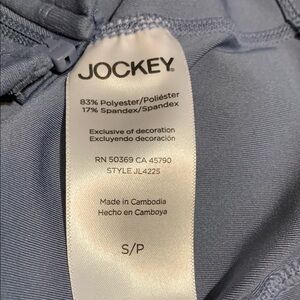 JOCKEY
83% Polyester/Poliéster
17% Spandex/Spandex
Exclusive of decoration
Excluyendo decoración
RN 50369 CA 45790
STYLE JL4225
Made in Cambodia
Hecho en Camboya
S/P